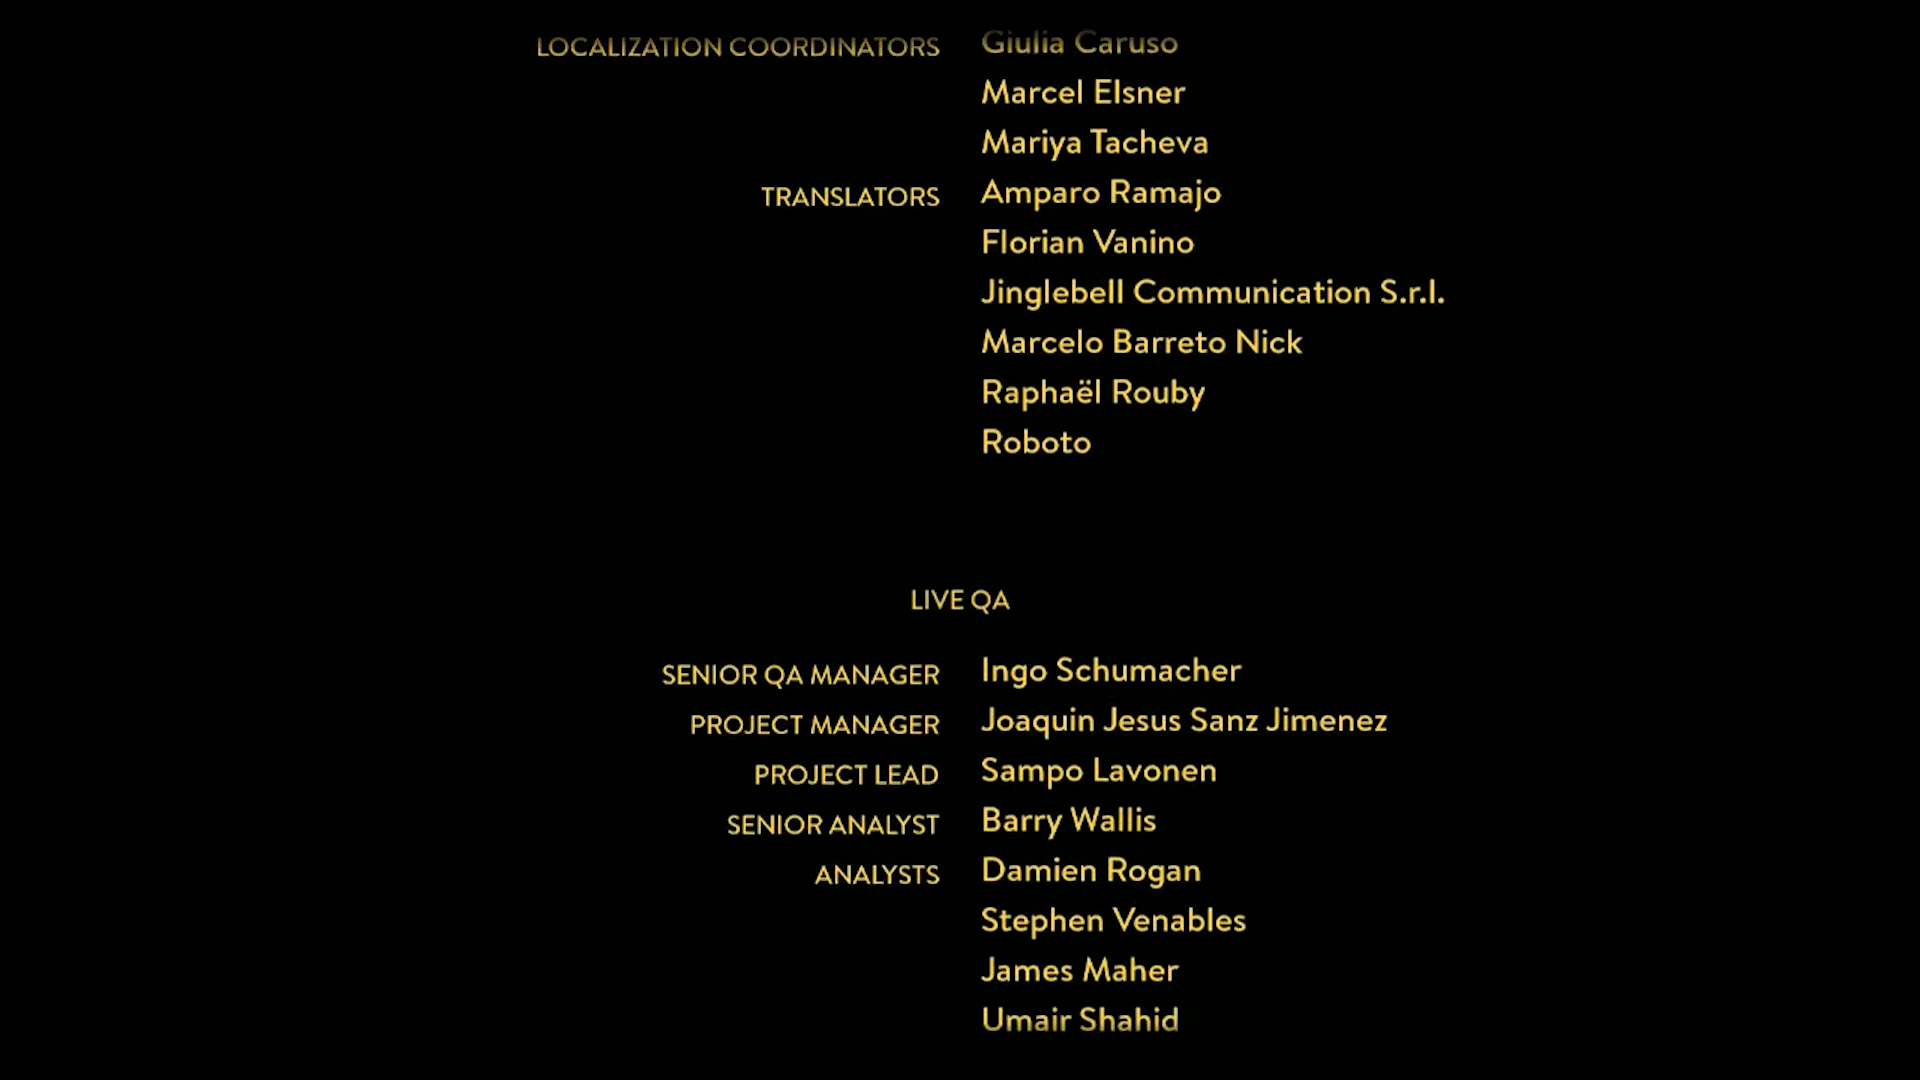 LOCALIZATION COORDINATORS Giulia Caruso
Marcel Elsner
Mariya Tacheva
TRANSLATORS Amparo Ramajo
Florian Vanino
Jinglebell Communication S.r.l.
Marcelo Barreto Nick
Raphaël Rouby
Roboto
LIVE QA
SENIOR QA MANAGER Ingo Schumacher
PROJECT MANAGER Joaquin Jesus Sanz Jimenez
PROJECT LEAD Sampo Lavonen
SENIOR ANALYST Barry Wallis
ANALYSTS Damien Rogan
Stephen Venables
James Maher
Umair Shahid